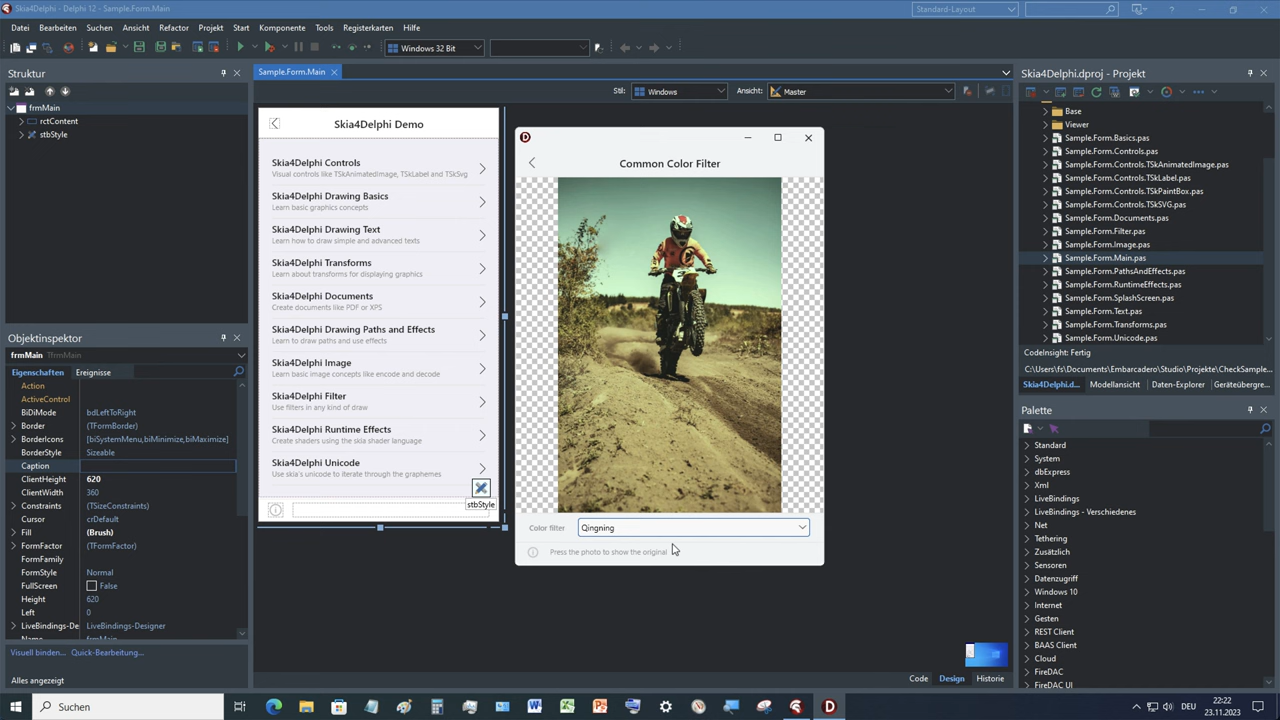 Skia4Delphi - Delphi 12 - Sample.Form.Main
Standard-Layout
Datei Bearbeiten Suchen Ansicht Refactor Projekt Start Komponente Tools Registerkarten Hilfe
Windows 32 Bit
Struktur
frmMain
rctContent
stbStyle
Objektinspektor
frmMain TfrmMain
Eigenschaften Ereignisse
Action
ActiveControl
BiDiMode bdLeftToRight
Border (TFormBorder)
BorderIcons [biSystemMenu,biMinimize,biMaximize]
BorderStyle Sizeable
Caption
ClientHeight 620
ClientWidth 360
Constraints (TSizeConstraints)
Cursor crDefault
Fill (Brush)
FormFactor (TFormFactor)
FormFamily
FormStyle Normal
FullScreen False
Height 620
Left 0
LiveBindings-De LiveBindings-Designer
Name frmMain
Visuell binden... Quick-Bearbeitung...
Alles angezeigt
Sample.Form.Main
Stil: Windows Ansicht: Master
Skia4Delphi Demo
Skia4Delphi Controls
Visual controls like TSkAnimatedImage, TSkLabel and TSkSvg
Skia4Delphi Drawing Basics
Learn basic graphics concepts
Skia4Delphi Drawing Text
Learn how to draw simple and advanced texts
Skia4Delphi Transforms
Learn about transforms for displaying graphics
Skia4Delphi Documents
Create documents like PDF or XPS
Skia4Delphi Drawing Paths and Effects
Learn to draw paths and use effects
Skia4Delphi Image
Learn basic image concepts like encode and decode
Skia4Delphi Filter
Use filters in any kind of draw
Skia4Delphi Runtime Effects
Create shaders using the skia shader language
Skia4Delphi Unicode
Use skia's unicode to iterate through the graphemes
stbStyle
Common Color Filter
Color filter Qingning
Press the photo to show the original
Code Design Historie
Skia4Delphi.dproj - Projekt
Base
Viewer
Sample.Form.Basics.pas
Sample.Form.Controls.pas
Sample.Form.Controls.TSkAnimatedImage.pas
Sample.Form.Controls.TSkLabel.pas
Sample.Form.Controls.TSkPaintBox.pas
Sample.Form.Controls.TSkSVG.pas
Sample.Form.Documents.pas
Sample.Form.Filter.pas
Sample.Form.Image.pas
Sample.Form.Main.pas
Sample.Form.PathsAndEffects.pas
Sample.Form.RuntimeEffects.pas
Sample.Form.SplashScreen.pas
Sample.Form.Text.pas
Sample.Form.Transforms.pas
Sample.Form.Unicode.pas
CodeInsight: Fertig
C:\Users\fs\Documents\Embarcadero\Studio\Projekte\CheckSample...
Skia4Delphi.d... Modellansicht Daten-Explorer Geräteübergre...
Palette
Standard
System
dbExpress
Xml
LiveBindings
LiveBindings - Verschiedenes
Net
Tethering
Zusätzlich
Sensoren
Datenzugriff
Windows 10
Internet
Gesten
REST Client
BAAS Client
Cloud
FireDAC
FireDAC UI
Suchen
DEU
22:22
23.11.2023